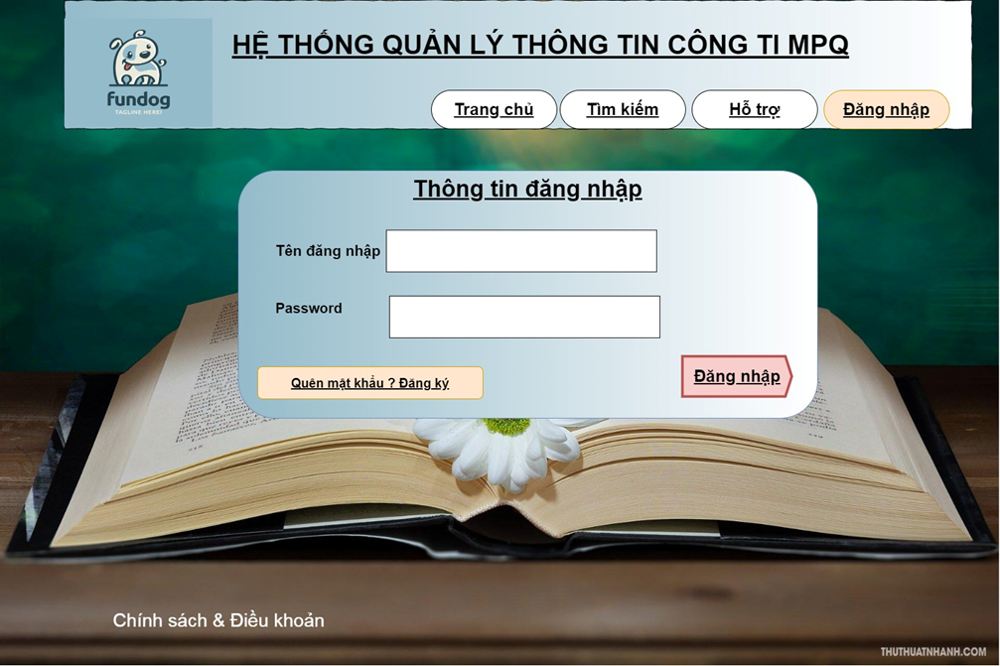 HỆ THỐNG QUẢN LÝ THÔNG TIN CÔNG TI MPQ
fundog
TAGLINE HERE!
Trang chủ
Tìm kiếm
Hỗ trợ
Đăng nhập
Thông tin đăng nhập
Tên đăng nhập
Password
Quên mật khẩu ? Đăng ký
Đăng nhập
Chính sách & Điều khoản
THUTHUATNHANH.COM